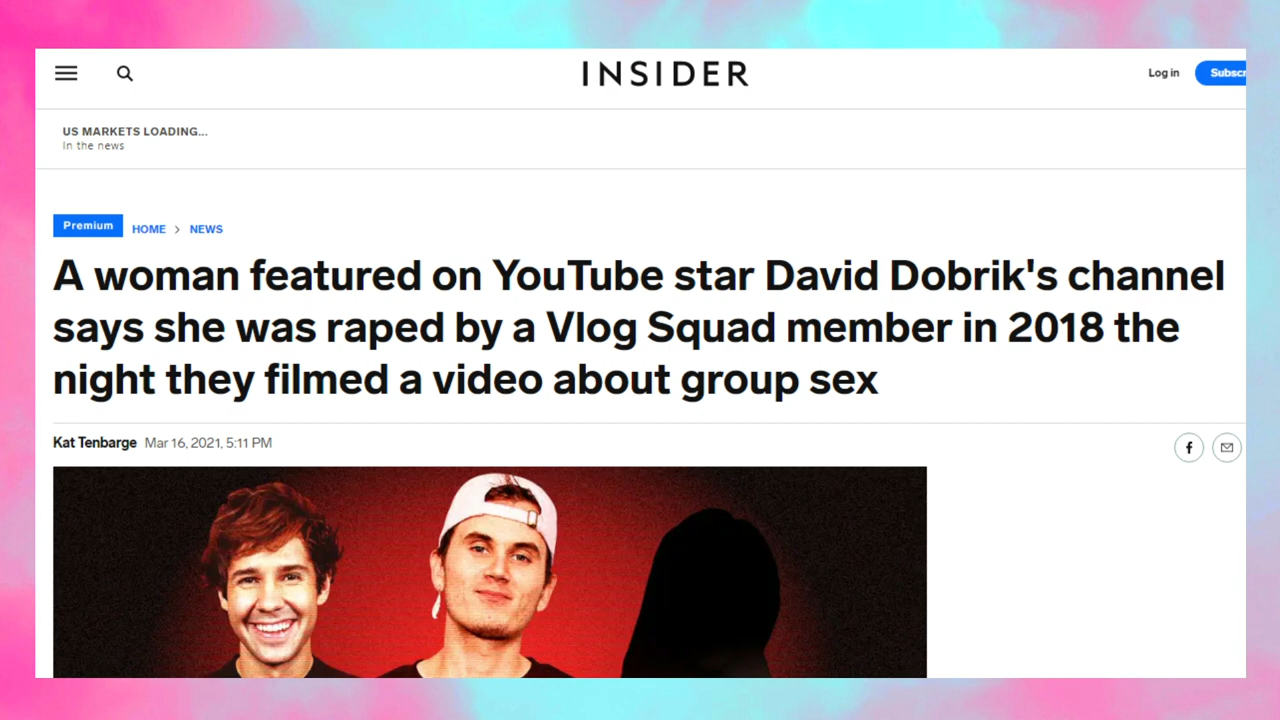 INSIDER
Log in
Subscr
US MARKETS LOADING...
In the news
Premium HOME > NEWS
A woman featured on YouTube star David Dobrik's channel
says she was raped by a Vlog Squad member in 2018 the
night they filmed a video about group sex
Kat Tenbarge Mar 16, 2021, 5:11 PM